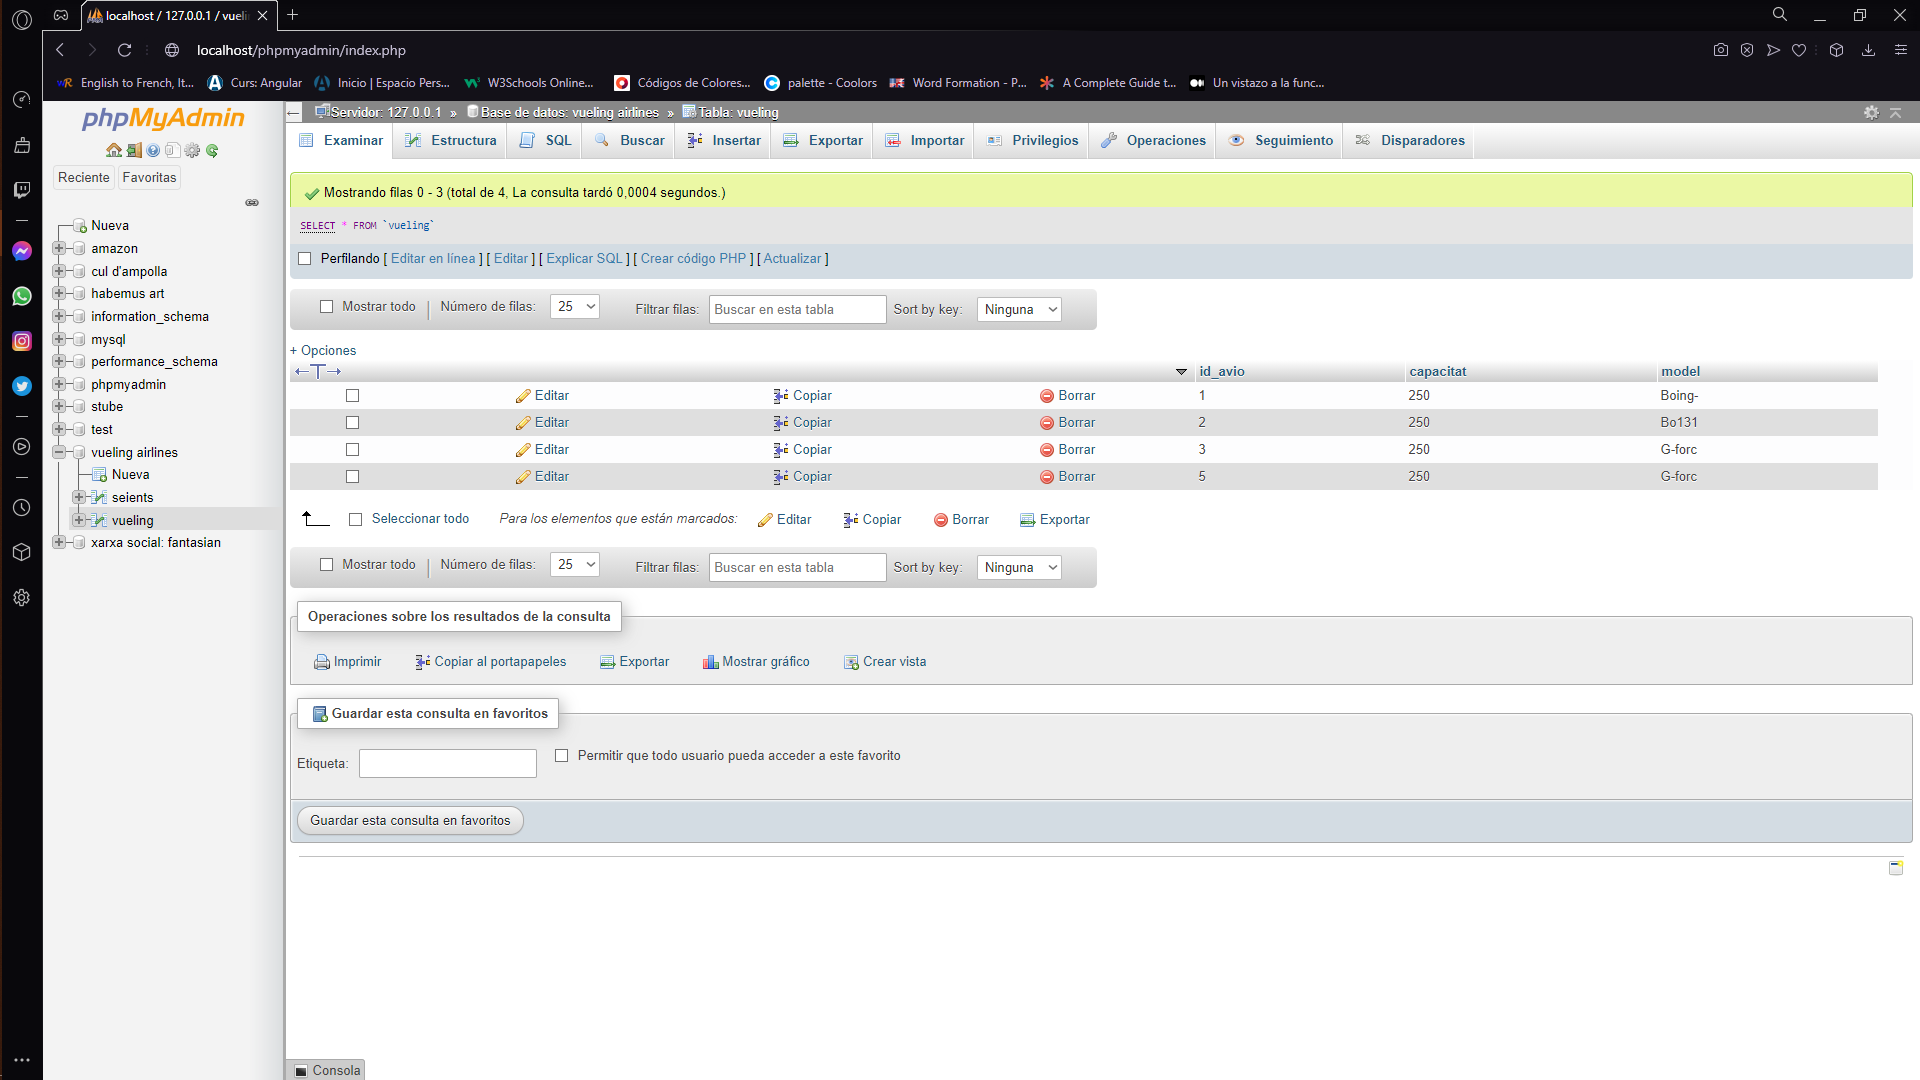 localhost / 127.0.0.1 / vueli
localhost/phpmyadmin/index.php
English to French, It...
Curs: Angular
Inicio | Espacio Pers...
W3Schools Online...
Códigos de Colores...
palette - Coolors
Word Formation - P...
A Complete Guide t...
Un vistazo a la func...
phpMyAdmin
Reciente
Favoritas
Nueva
amazon
cul d'ampolla
habemus art
information_schema
mysql
performance_schema
phpmyadmin
stube
test
vueling airlines
Nueva
seients
vueling
xarxa social: fantasian
Servidor: 127.0.0.1 » Base de datos: vueling airlines » Tabla: vueling
Examinar Estructura SQL Buscar Insertar Exportar Importar Privilegios Operaciones Seguimiento Disparadores
Mostrando filas 0 - 3 (total de 4, La consulta tardó 0,0004 segundos.)
SELECT * FROM `vueling`
Perfilando [ Editar en línea ] [ Editar ] [ Explicar SQL ] [ Crear código PHP ] [ Actualizar ]
Mostrar todo | Número de filas: 25 Filtrar filas: Buscar en esta tabla Sort by key: Ninguna
+ Opciones
←T→ id_avio capacitat model
Editar Copiar Borrar 1 250 Boing-
Editar Copiar Borrar 2 250 Bo131
Editar Copiar Borrar 3 250 G-forc
Editar Copiar Borrar 5 250 G-forc
Seleccionar todo Para los elementos que están marcados: Editar Copiar Borrar Exportar
Mostrar todo | Número de filas: 25 Filtrar filas: Buscar en esta tabla Sort by key: Ninguna
Operaciones sobre los resultados de la consulta
Imprimir Copiar al portapapeles Exportar Mostrar gráfico Crear vista
Guardar esta consulta en favoritos
Etiqueta: Permitir que todo usuario pueda acceder a este favorito
Guardar esta consulta en favoritos
Consola